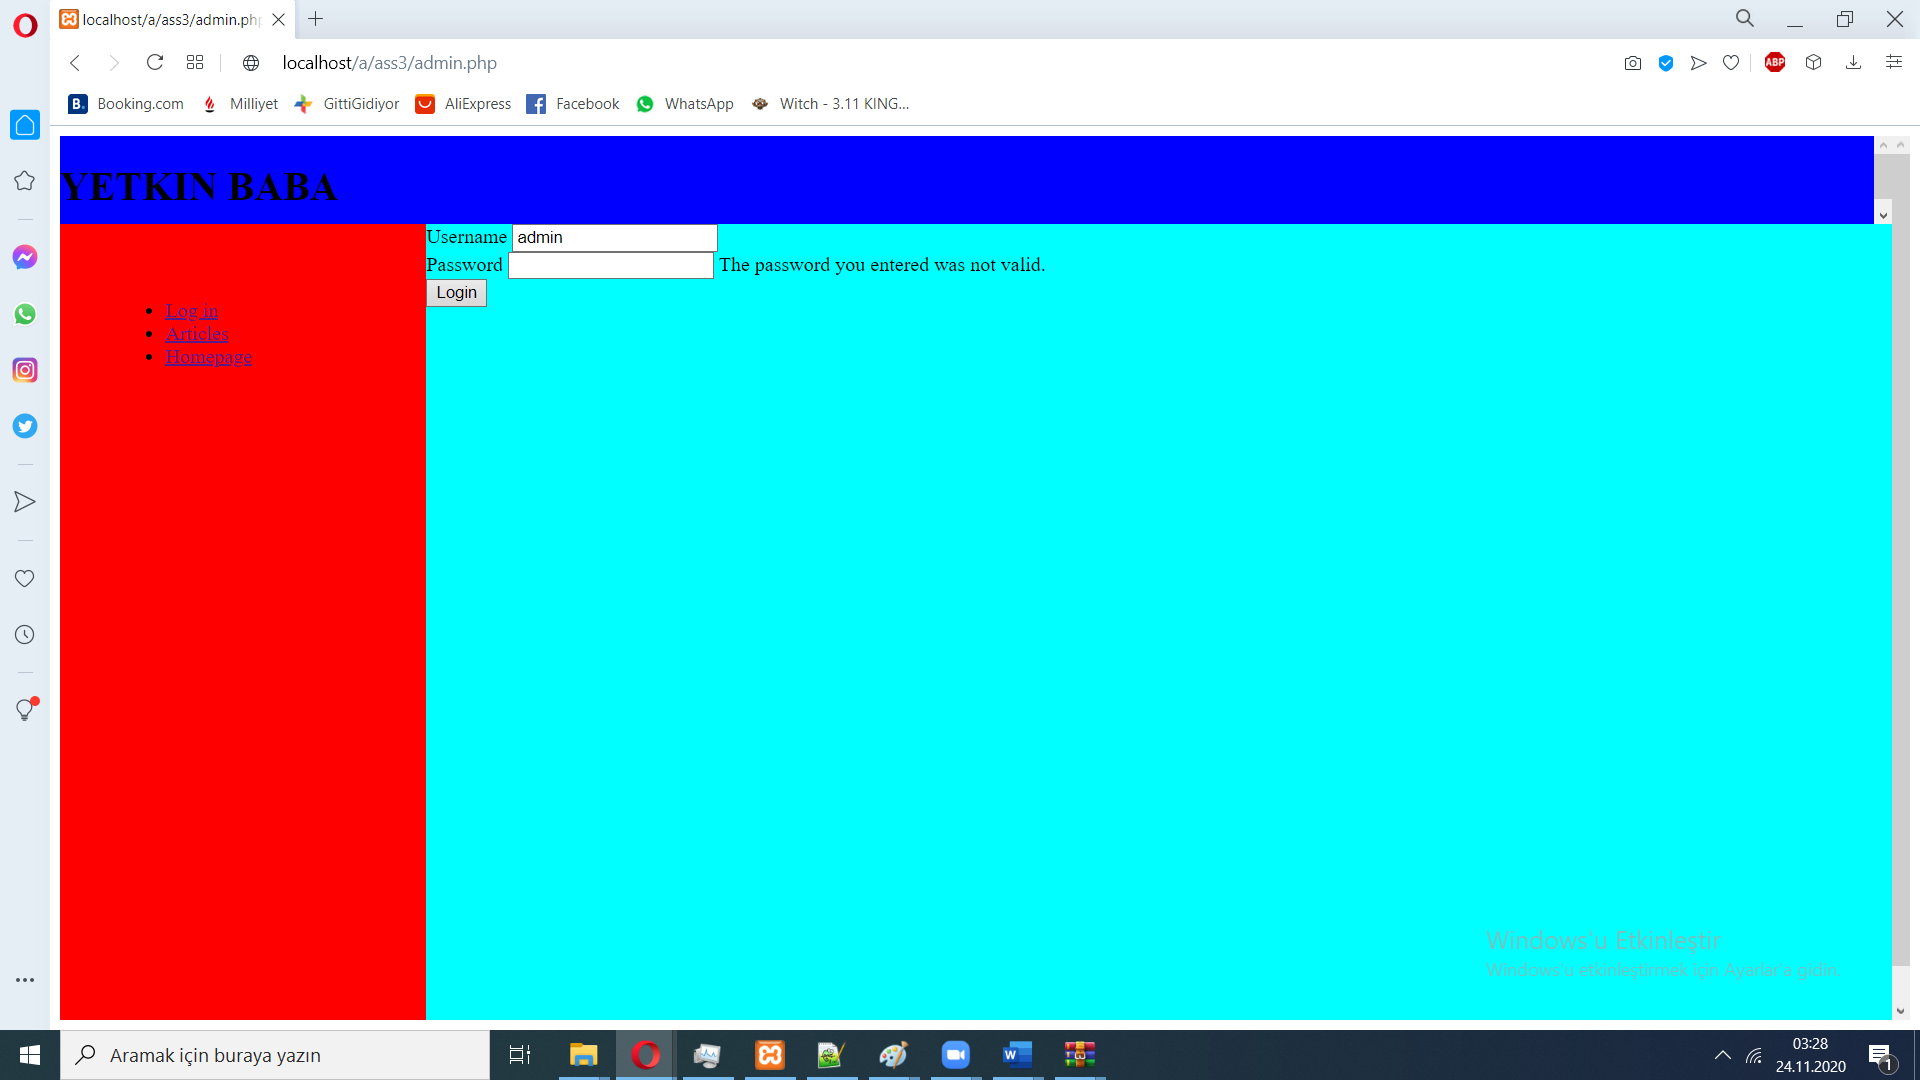 localhost/a/ass3/admin.php
localhost/a/ass3/admin.php
Booking.com Milliyet GittiGidiyor AliExpress Facebook WhatsApp Witch - 3.11 KING...
YETKIN BABA
Username admin
Password The password you entered was not valid.
Login
Log in
Articles
Homepage
Windows'u Etkinleştir
Windows'u etkinleştirmek için Ayarlar'a gidin.
Aramak için buraya yazın
03:28
24.11.2020
1